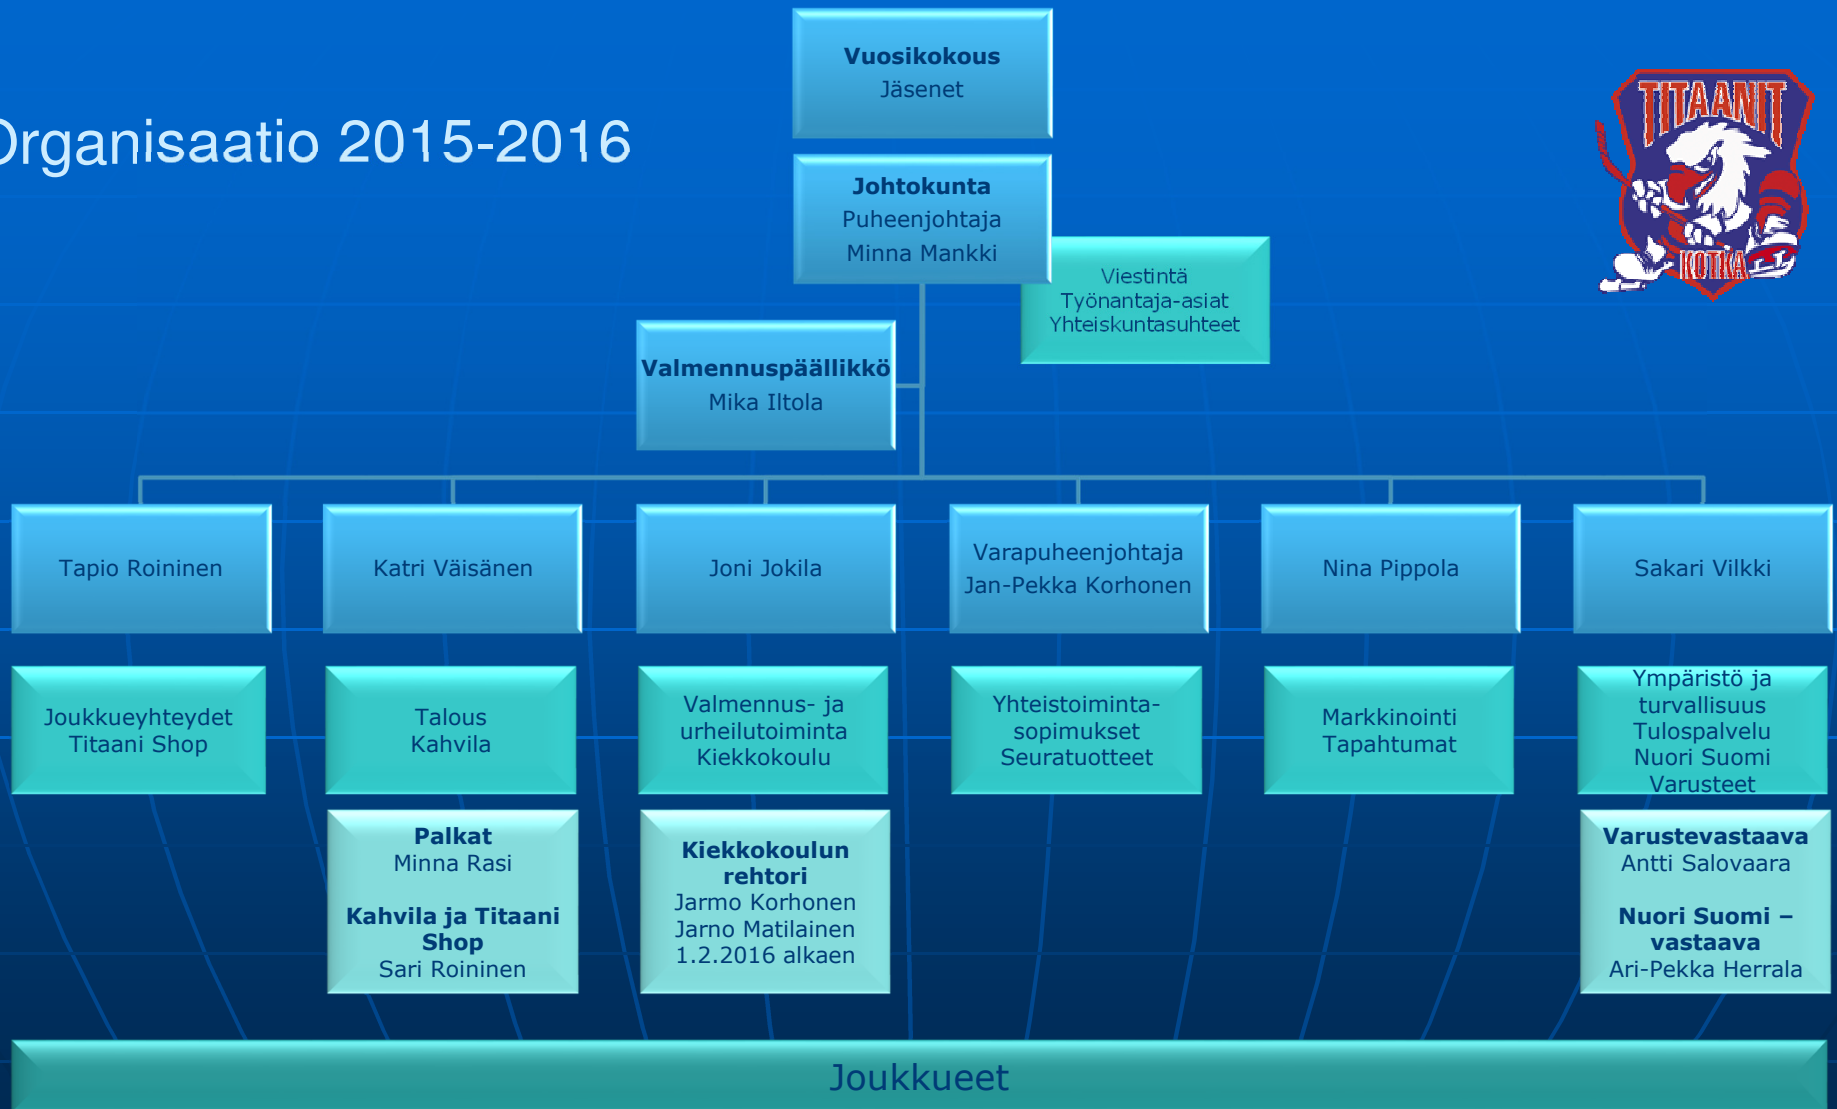 Organisaatio 2015-2016
Vuosikokous
Jäsenet
TITAANIT
KOTKA
Johtokunta
Puheenjohtaja
Minna Mankki
Viestintä
Työnantaja-asiat
Yhteiskuntasuhteet
Valmennuspäällikkö
Mika Iltola
Tapio Roininen
Katri Väisänen
Joni Jokila
Varapuheenjohtaja
Jan-Pekka Korhonen
Nina Pippola
Sakari Vilkki
Joukkueyhteydet
Titaani Shop
Talous
Kahvila
Valmennus- ja
urheilutoiminta
Kiekkokoulu
Yhteistoiminta-
sopimukset
Seuratuotteet
Markkinointi
Tapahtumat
Ympäristö ja
turvallisuus
Tulospalvelu
Nuori Suomi
Varusteet
Palkat
Minna Rasi
Kahvila ja Titaani
Shop
Sari Roininen
Kiekkokoulun
rehtori
Jarmo Korhonen
Jarno Matilainen
1.2.2016 alkaen
Varustevastaava
Antti Salovaara
Nuori Suomi –
vastaava
Ari-Pekka Herrala
Joukkueet